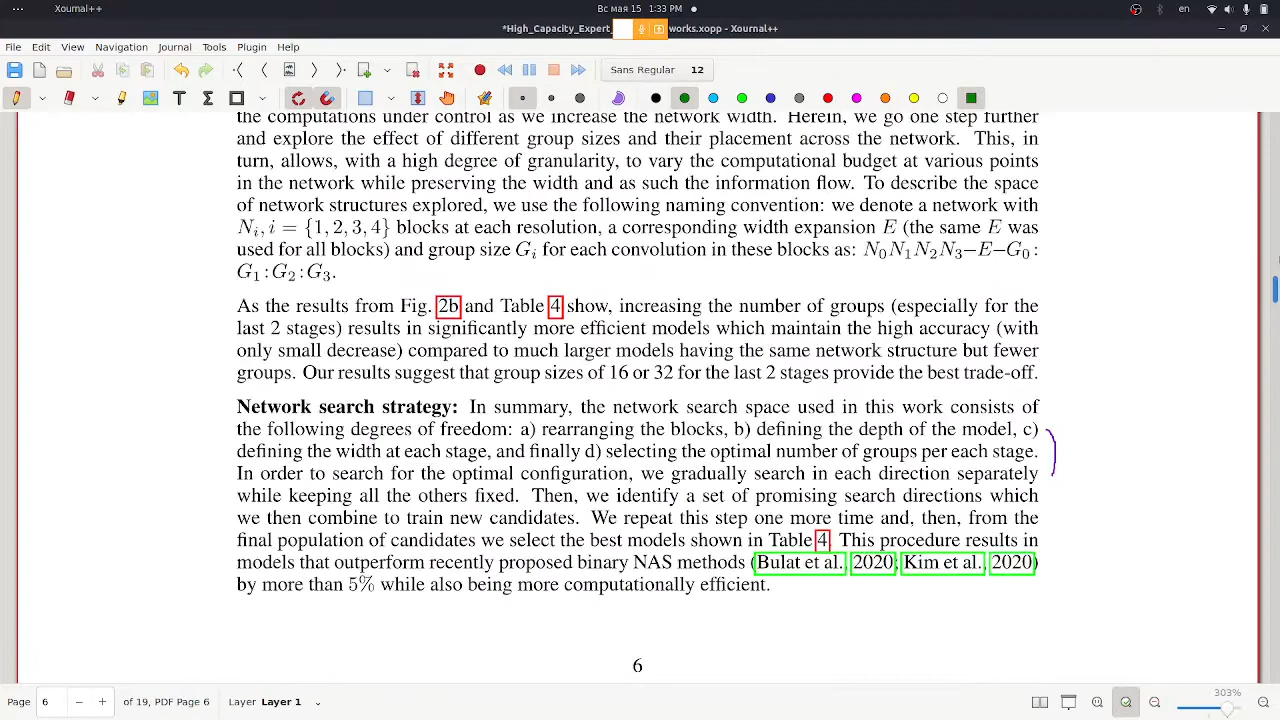 Xournal++
Вс мая 15 1:33 PM
en
*High_Capacity_Expert_
works.xopp - Xournal++
File Edit View Navigation Journal Tools Plugin Help
Sans Regular 12
the computations under control as we increase the network width. Herein, we go one step further
and explore the effect of different group sizes and their placement across the network. This, in
turn, allows, with a high degree of granularity, to vary the computational budget at various points
in the network while preserving the width and as such the information flow. To describe the space
of network structures explored, we use the following naming convention: we denote a network with
N_i, i = {1, 2, 3, 4} blocks at each resolution, a corresponding width expansion E (the same E was
used for all blocks) and group size G_i for each convolution in these blocks as: N_0N_1N_2N_3−E−G_0 :
G_1 : G_2 : G_3.
As the results from Fig. 2b and Table 4 show, increasing the number of groups (especially for the
last 2 stages) results in significantly more efficient models which maintain the high accuracy (with
only small decrease) compared to much larger models having the same network structure but fewer
groups. Our results suggest that group sizes of 16 or 32 for the last 2 stages provide the best trade-off.
Network search strategy: In summary, the network search space used in this work consists of
the following degrees of freedom: a) rearranging the blocks, b) defining the depth of the model, c)
defining the width at each stage, and finally d) selecting the optimal number of groups per each stage.
In order to search for the optimal configuration, we gradually search in each direction separately
while keeping all the others fixed. Then, we identify a set of promising search directions which
we then combine to train new candidates. We repeat this step one more time and, then, from the
final population of candidates we select the best models shown in Table 4. This procedure results in
models that outperform recently proposed binary NAS methods (Bulat et al., 2020; Kim et al., 2020)
by more than 5% while also being more computationally efficient.
6
Page 6 of 19, PDF Page 6 Layer Layer 1
303%